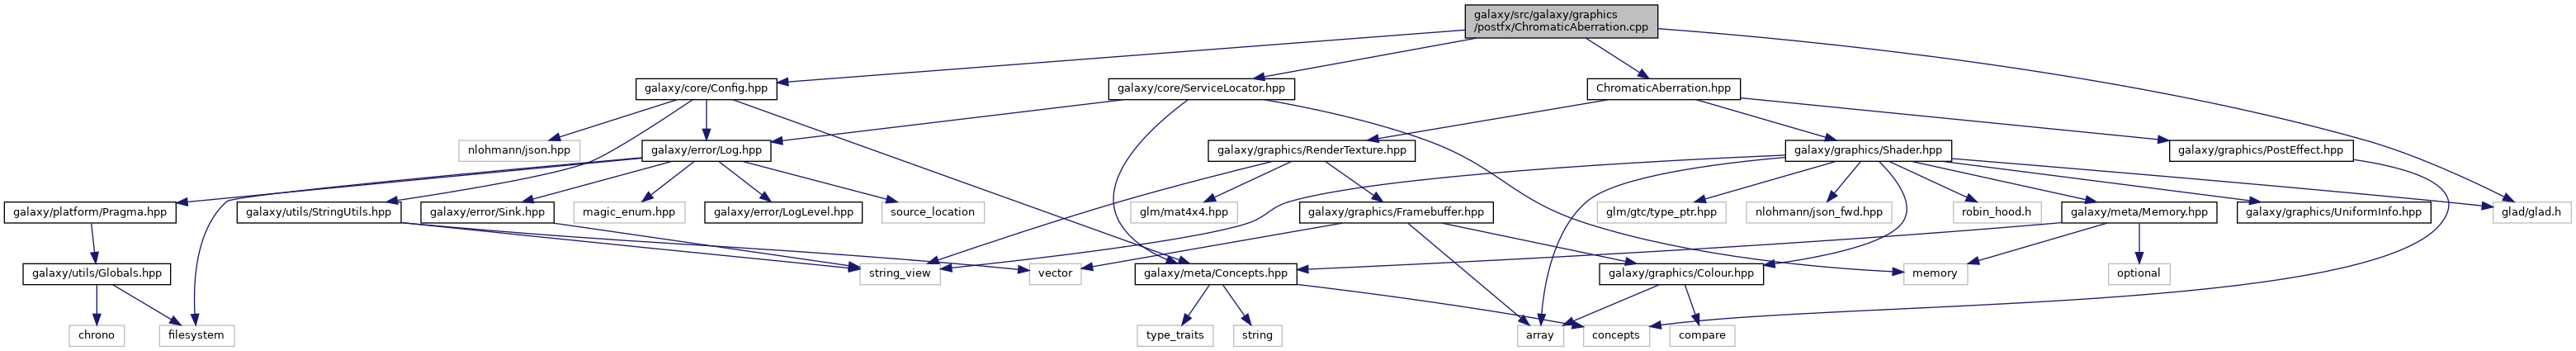 galaxy/src/galaxy/graphics
/postfx/ChromaticAberration.cpp
galaxy/core/Config.hpp
galaxy/core/ServiceLocator.hpp
ChromaticAberration.hpp
nlohmann/json.hpp
galaxy/error/Log.hpp
galaxy/graphics/RenderTexture.hpp
galaxy/graphics/Shader.hpp
galaxy/graphics/PostEffect.hpp
galaxy/platform/Pragma.hpp
galaxy/utils/StringUtils.hpp
galaxy/error/Sink.hpp
magic_enum.hpp
galaxy/error/LogLevel.hpp
source_location
glm/mat4x4.hpp
galaxy/graphics/Framebuffer.hpp
glm/gtc/type_ptr.hpp
nlohmann/json_fwd.hpp
robin_hood.h
galaxy/meta/Memory.hpp
galaxy/graphics/UniformInfo.hpp
glad/glad.h
galaxy/utils/Globals.hpp
string_view
vector
galaxy/meta/Concepts.hpp
galaxy/graphics/Colour.hpp
memory
optional
chrono
filesystem
type_traits
string
array
concepts
compare